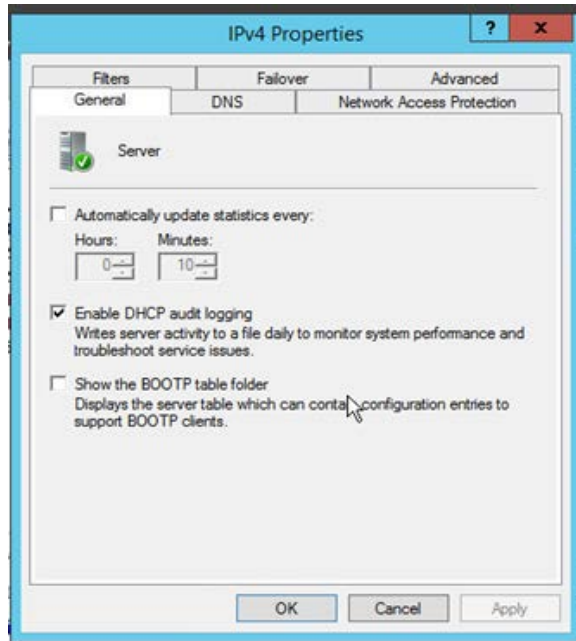 IPv4 Properties
?
x
Filters
Failover
Advanced
General
DNS
Network Access Protection
Server
Automatically update statistics every:
Hours:
Minutes:
0
10
Enable DHCP audit logging
Writes server activity to a file daily to monitor system performance and
troubleshoot service issues.
Show the BOOTP table folder
Displays the server table which can contain configuration entries to
support BOOTP clients.
OK
Cancel
Apply